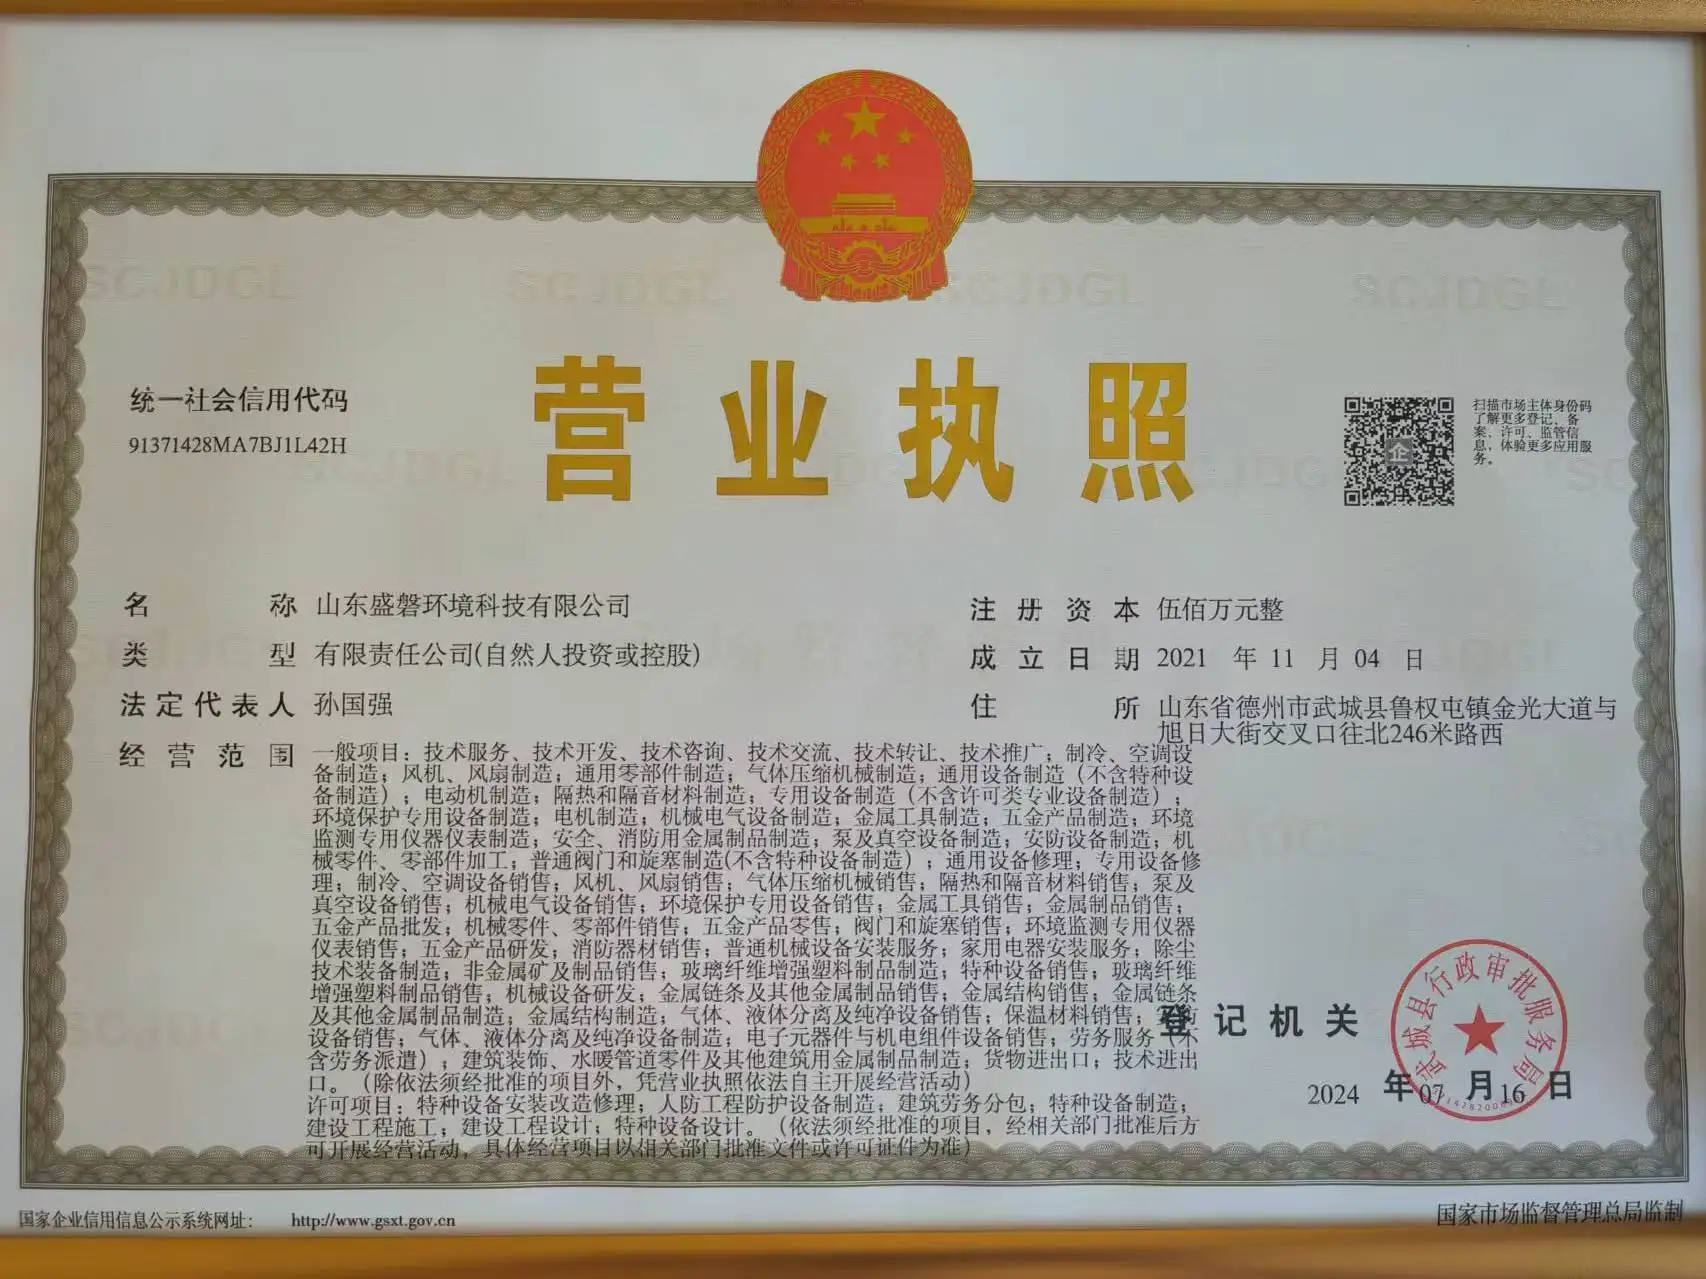 SCJDGL SCJDGL SCJDGL SCJDGL
营业执照
统一社会信用代码
91371428MA7BJ1L42H
扫描市场主体身份码
了解更多登记、备
案、许可、监管信
息，体验更多应用服
务。
企
名称 山东盛磐环境科技有限公司
类型 有限责任公司(自然人投资或控股)
法定代表人 孙国强
注册资本 伍佰万元整
成立日期 2021 年 11 月 04 日
住所 山东省德州市武城县鲁权屯镇金光大道与
旭日大街交叉口往北246米路西
经营范围 一般项目：技术服务、技术开发、技术咨询、技术交流、技术转让、技术推广；制冷、空调设
备制造；风机、风扇制造；通用零部件制造；气体压缩机械制造；通用设备制造（不含特种设
备制造）；电动机制造；隔热和隔音材料制造；专用设备制造（不含许可类专业设备制造）；
环境保护专用设备制造；电机制造；机械电气设备制造；金属工具制造；五金产品制造；环境
监测专用仪器仪表制造；安全、消防用金属制品制造；泵及真空设备制造；安防设备制造；机
械零件、零部件加工；普通阀门和旋塞制造(不含特种设备制造）；通用设备修理；专用设备修
理；制冷、空调设备销售；风机、风扇销售；气体压缩机械销售；隔热和隔音材料销售；泵及
真空设备销售；机械电气设备销售；环境保护专用设备销售；金属工具销售；金属制品销售；
五金产品批发；机械零件、零部件销售；五金产品零售；阀门和旋塞销售；环境监测专用仪器
仪表销售；五金产品研发；消防器材销售；普通机械设备安装服务；家用电器安装服务；除尘
技术装备制造；非金属矿及制品销售；玻璃纤维增强塑料制品制造；特种设备销售；玻璃纤维
增强塑料制品销售；机械设备研发；金属链条及其他金属制品销售；金属结构销售；金属链条
及其他金属制品制造；金属结构制造；气体、液体分离及纯净设备销售；保温材料销售；
设备销售；气体、液体分离及纯净设备制造；电子元器件与机电组件设备销售；劳务服务（不
含劳务派遣）；建筑装饰、水暖管道零件及其他建筑用金属制品制造；货物进出口；技术进出
口。（除依法须经批准的项目外，凭营业执照依法自主开展经营活动）
许可项目：特种设备安装改造修理；人防工程防护设备制造；建筑劳务分包；特种设备制造；
建设工程施工；建设工程设计；特种设备设计。（依法须经批准的项目，经相关部门批准后方
可开展经营活动，具体经营项目以相关部门批准文件或许可证件为准）
登记机关
武城县行政审批服务局
2024 年 07 月 16 日
国家企业信用信息公示系统网址： http://www.gsxt.gov.cn
国家市场监督管理总局监制